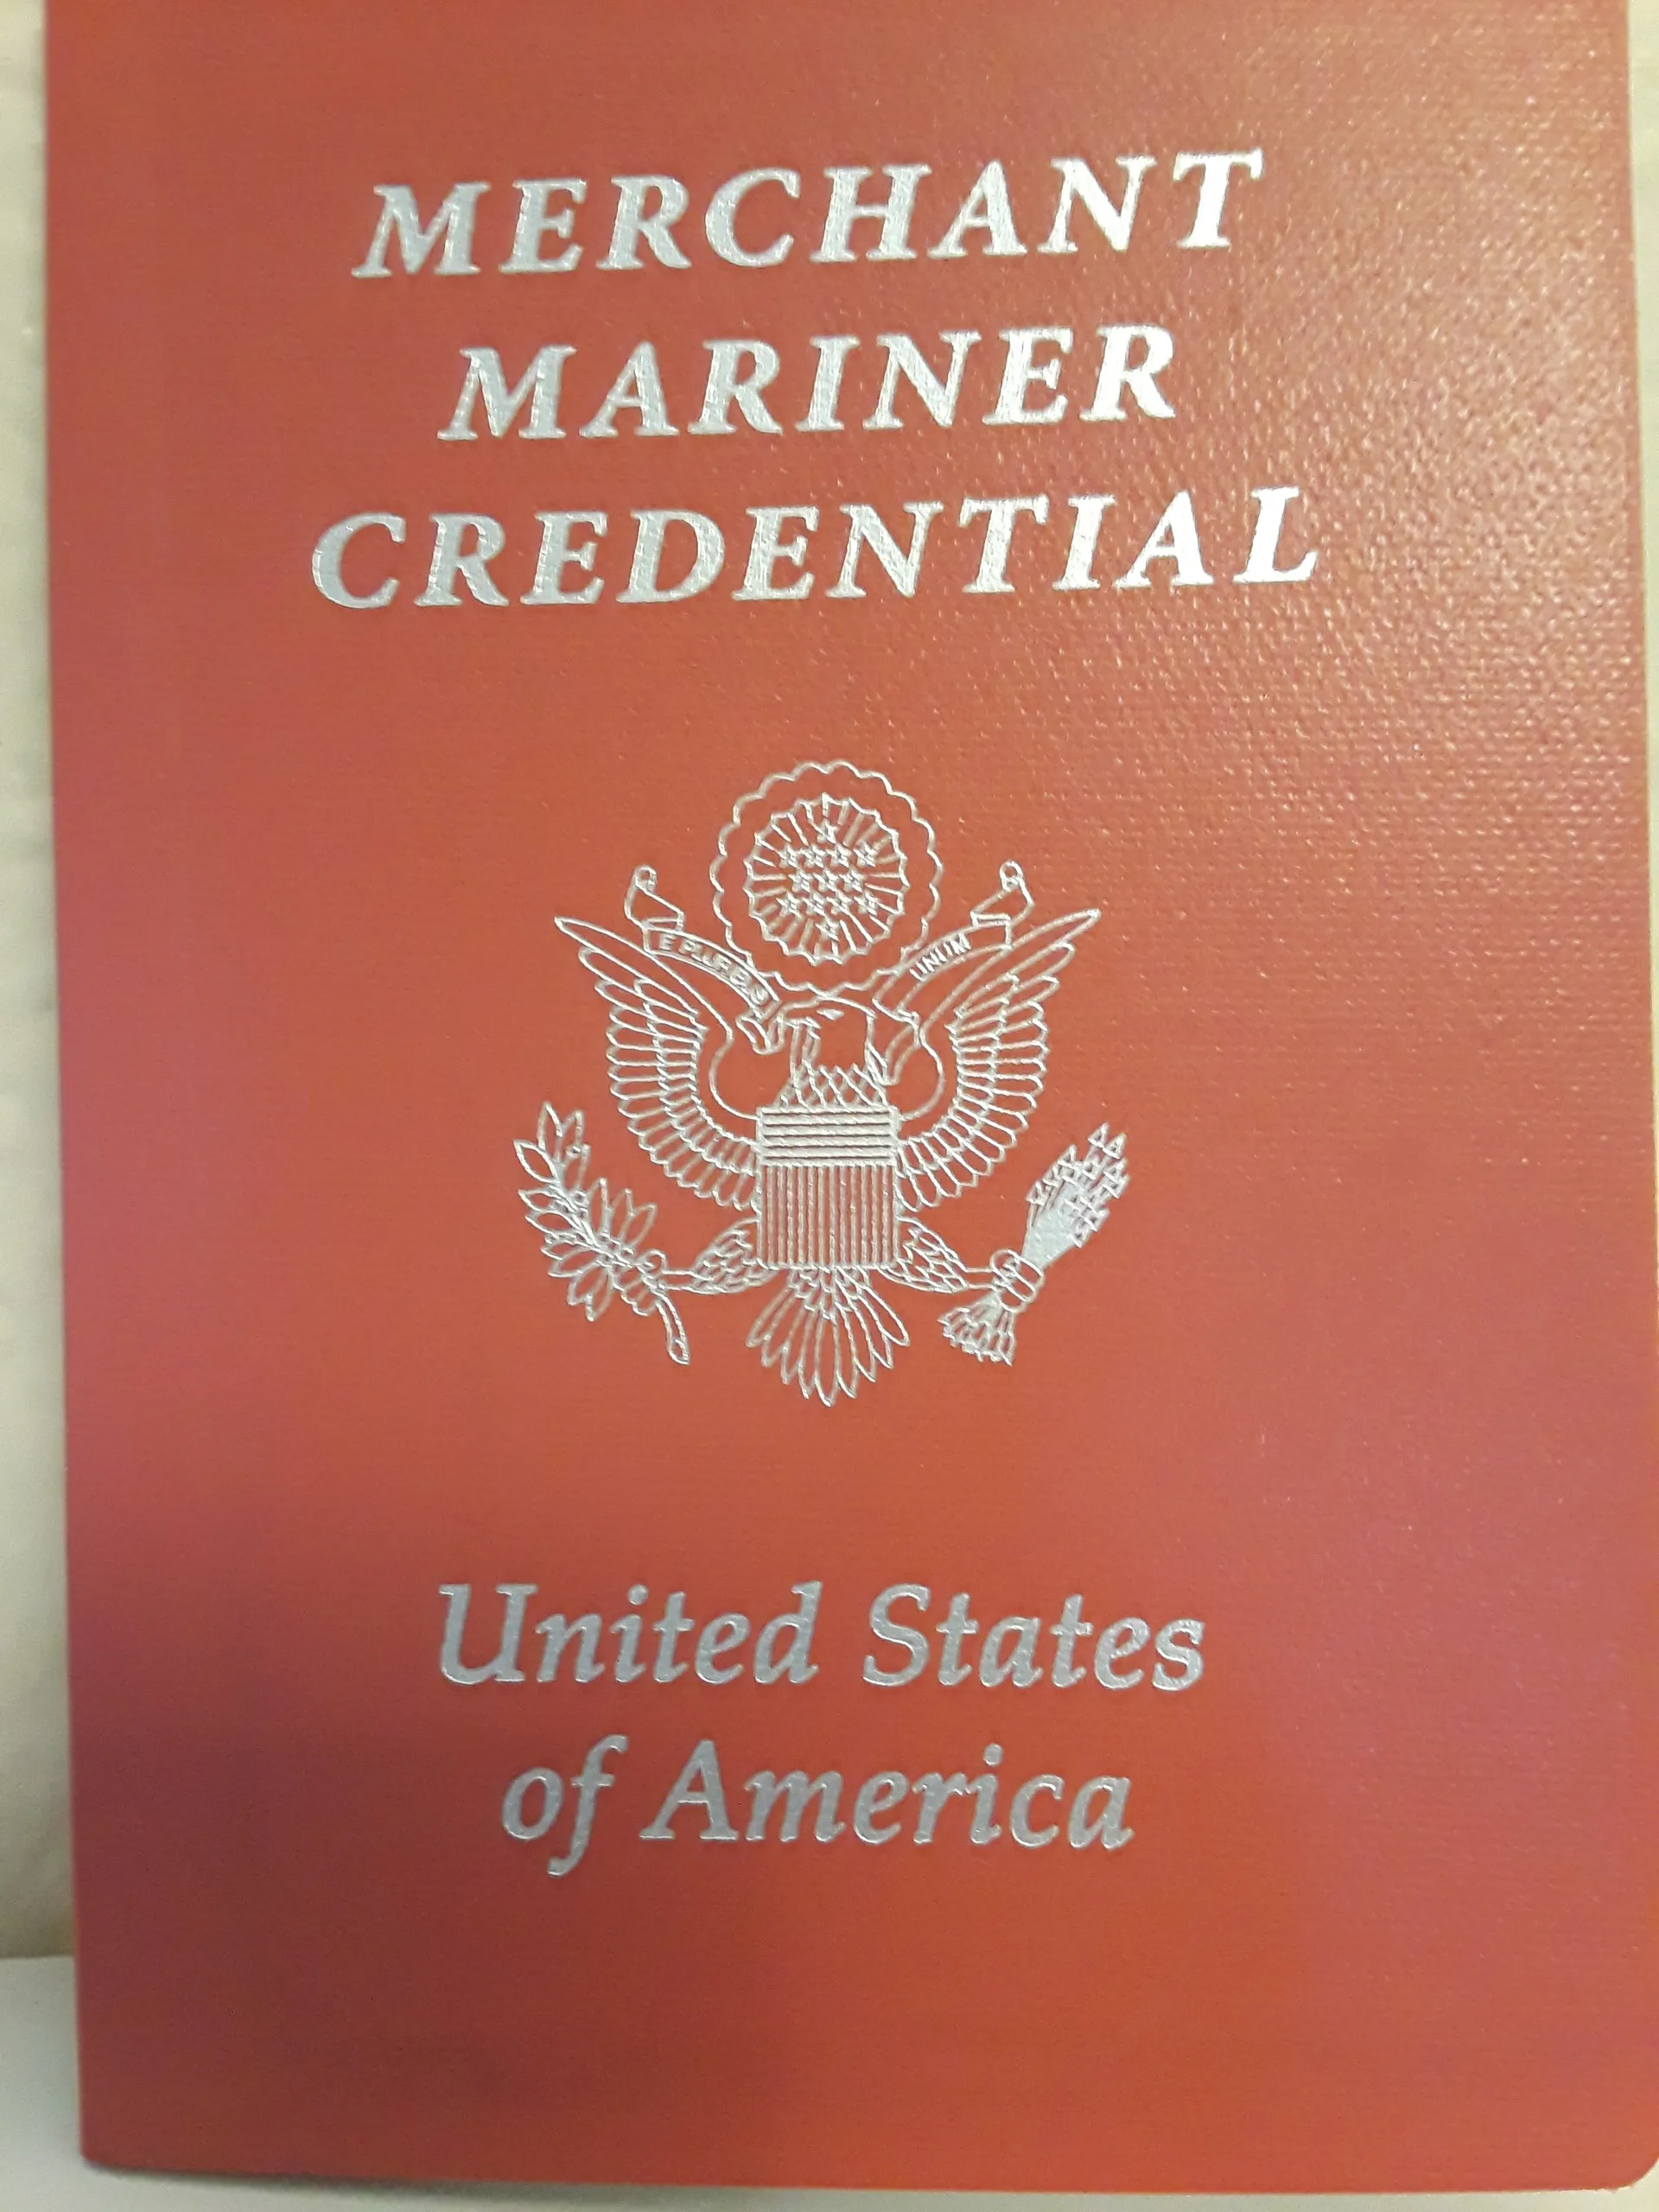 MERCHANT
MARINER
CREDENTIAL
E PLURIBUS UNUM
United States
of America